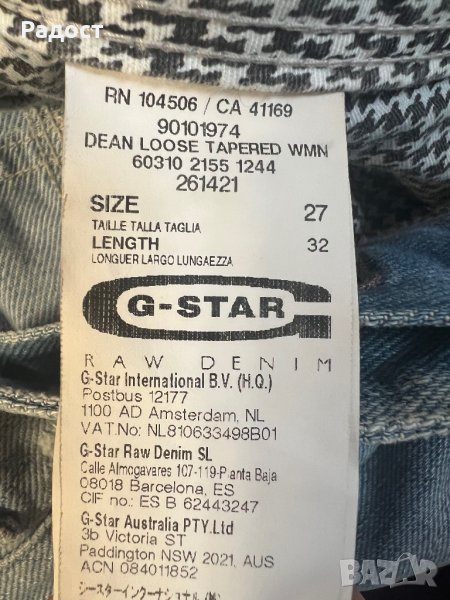 Радост
RN 104506 / CA 41169
90101974
DEAN LOOSE TAPERED WMN
60310 2155 1244
261421
SIZE 27
TAILLE TALLA TAGLIA
LENGTH 32
LONGUER LARGO LUNGAEZZA
G-STAR
RAW DENIM
G-Star International B.V. (H.Q.)
Postbus 12177
1100 AD Amsterdam, NL
VAT.No: NL810633498B01
G-Star Raw Denim SL
Calle Almogavares 107-119-Planta Baja
08018 Barcelona, ES
CIF no.: ES B 62443247
G-Star Australia PTY.Ltd
3b Victoria ST
Paddington NSW 2021, AUS
ACN 084011852
BAZAR